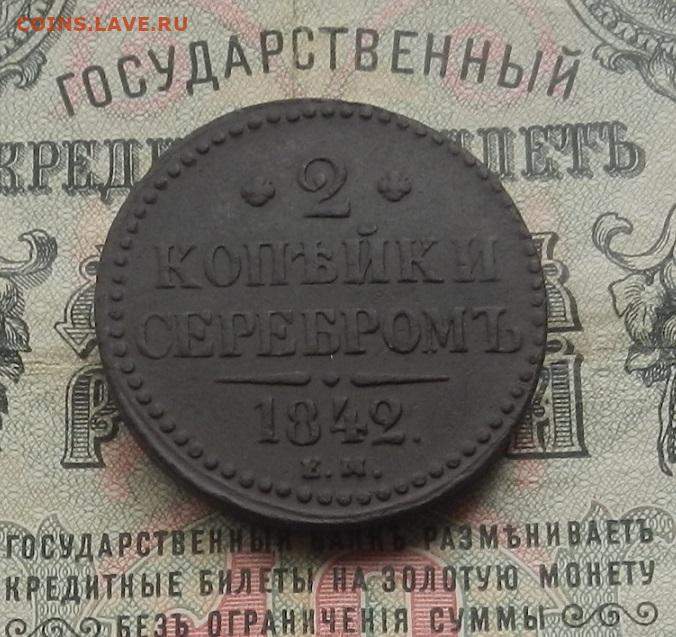 COINS.LAVE.RU
ГОСУДАРСТВЕННЫЙ
2
КОПѢЙКИ
СЕРЕБРОМЪ
1842.
Е.М.
ГОСУДАРСТВЕННЫЙ БАНКЪ РАЗМѢНИВАЕТЪ
КРЕДИТНЫЕ БИЛЕТЫ НА ЗОЛОТУЮ МОНЕТУ
БЕЗЪ ОГРАНИЧЕНІЯ СУММЫ